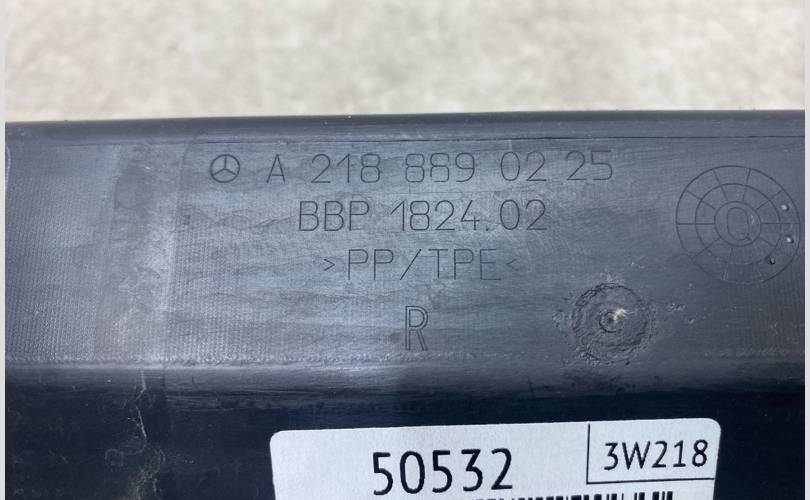 A 218 889 02 25
BBP 1824.02
>PP/TPE<
R
50532
3W218